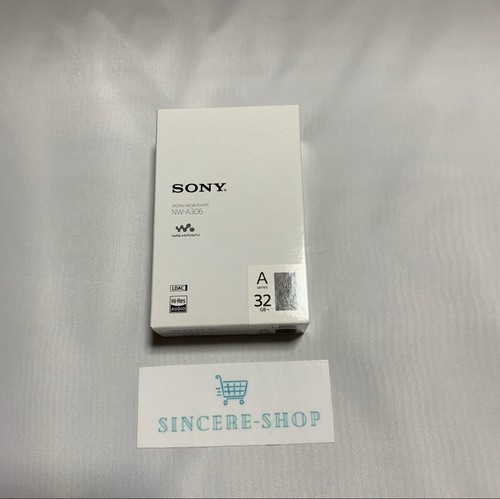 SONY
DIGITAL MEDIA PLAYER
NW-A306
WALKMAN
LDAC
Hi-Res
AUDIO
A
series
32
GB
SINCERE-SHOP